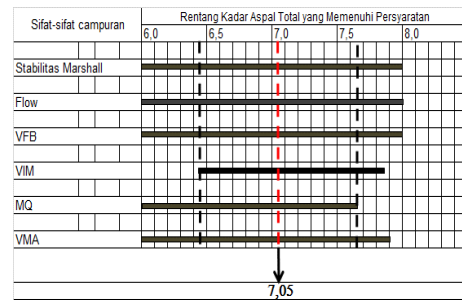 Sifat-sifat campuran
Rentang Kadar Aspal Total yang Memenuhi Persyaratan
6,0 6,5 7,0 7,5 8,0
Stabilitas Marshall
Flow
VFB
VIM
MQ
VMA
7,05